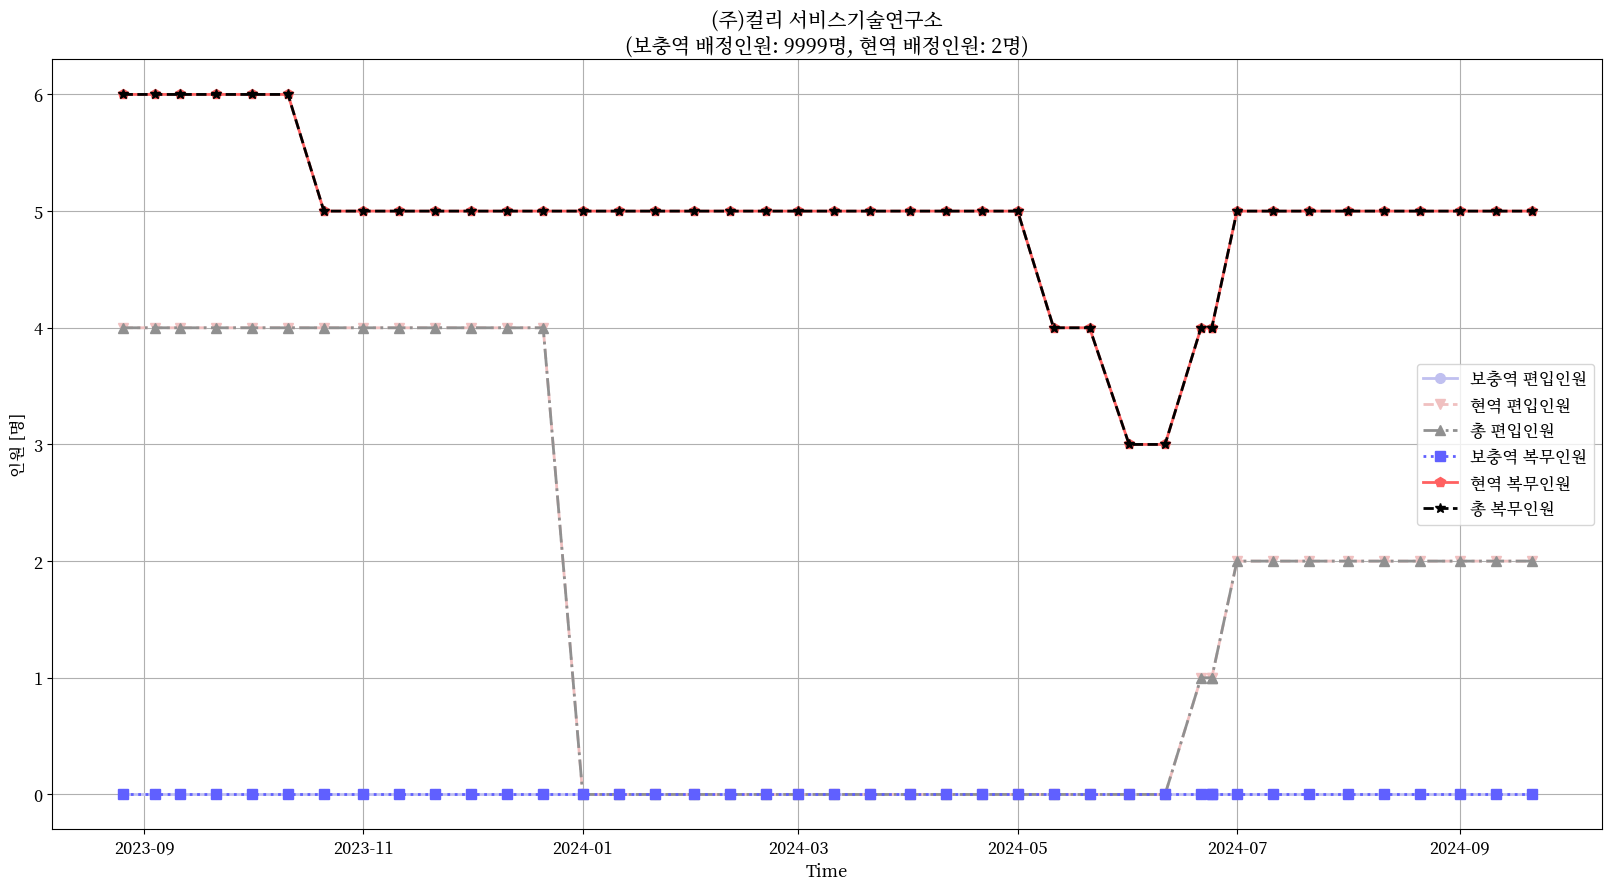 (주)컬리 서비스기술연구소
(보충역 배정인원: 9999명, 현역 배정인원: 2명)
인원 [명]
6
5
4
3
2
1
0
보충역 편입인원
현역 편입인원
총 편입인원
보충역 복무인원
현역 복무인원
총 복무인원
2023-09
2023-11
2024-01
2024-03
2024-05
2024-07
2024-09
Time